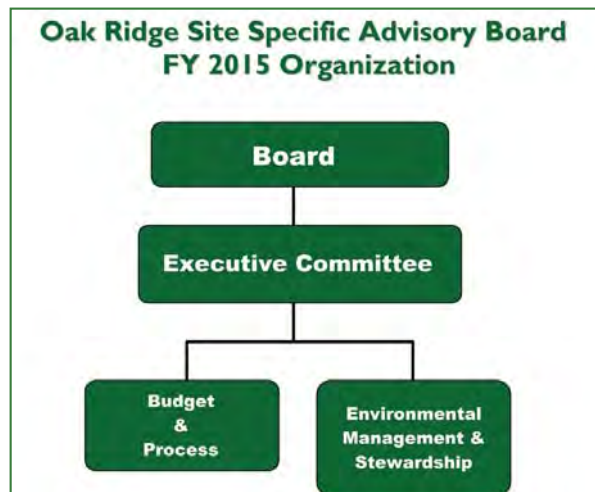 Oak Ridge Site Specific Advisory Board
FY 2015 Organization
Board
Executive Committee
Budget
&
Process
Environmental
Management &
Stewardship